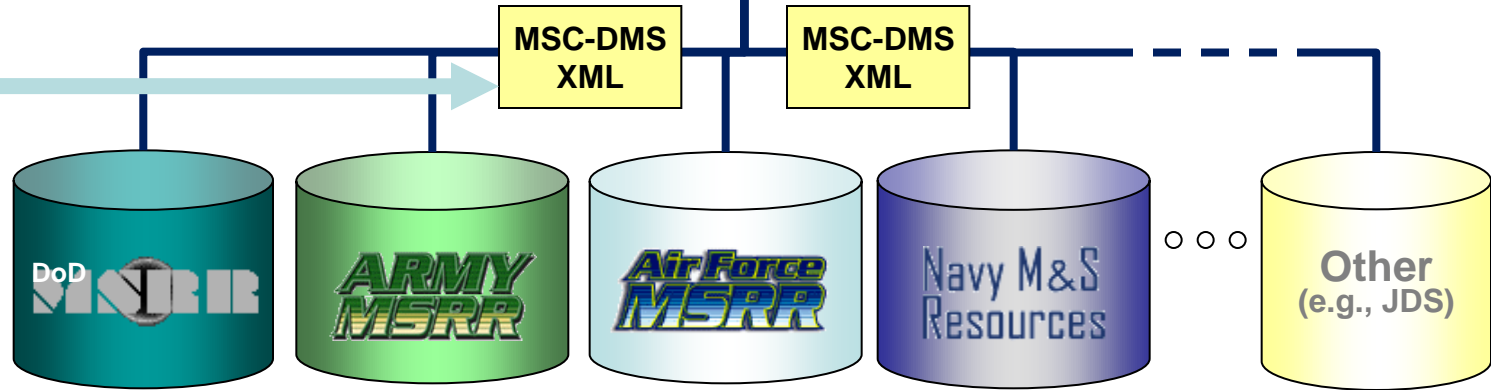 MSC-DMS
XML
MSC-DMS
XML
DoD
MSRR
ARMY
MSRR
Air Force
MSRR
Navy M&S
Resources
Other
(e.g., JDS)